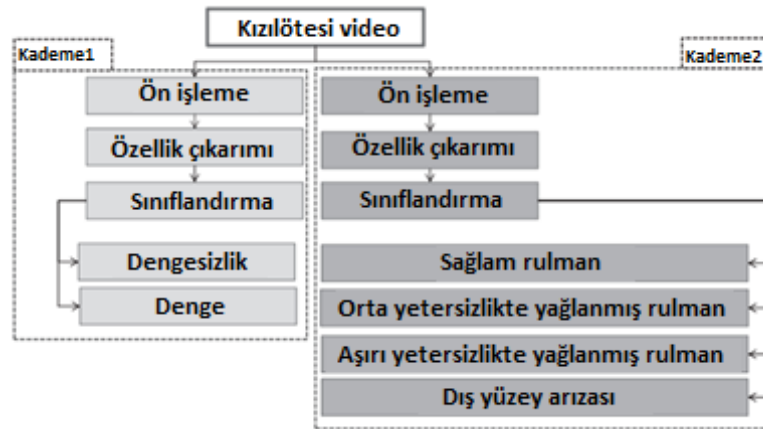 Kızılötesi video
Kademe1
Kademe2
Ön işleme
Özellik çıkarımı
Sınıflandırma
Dengesizlik
Denge
Ön işleme
Özellik çıkarımı
Sınıflandırma
Sağlam rulman
Orta yetersizlikte yağlanmış rulman
Aşırı yetersizlikte yağlanmış rulman
Dış yüzey arızası